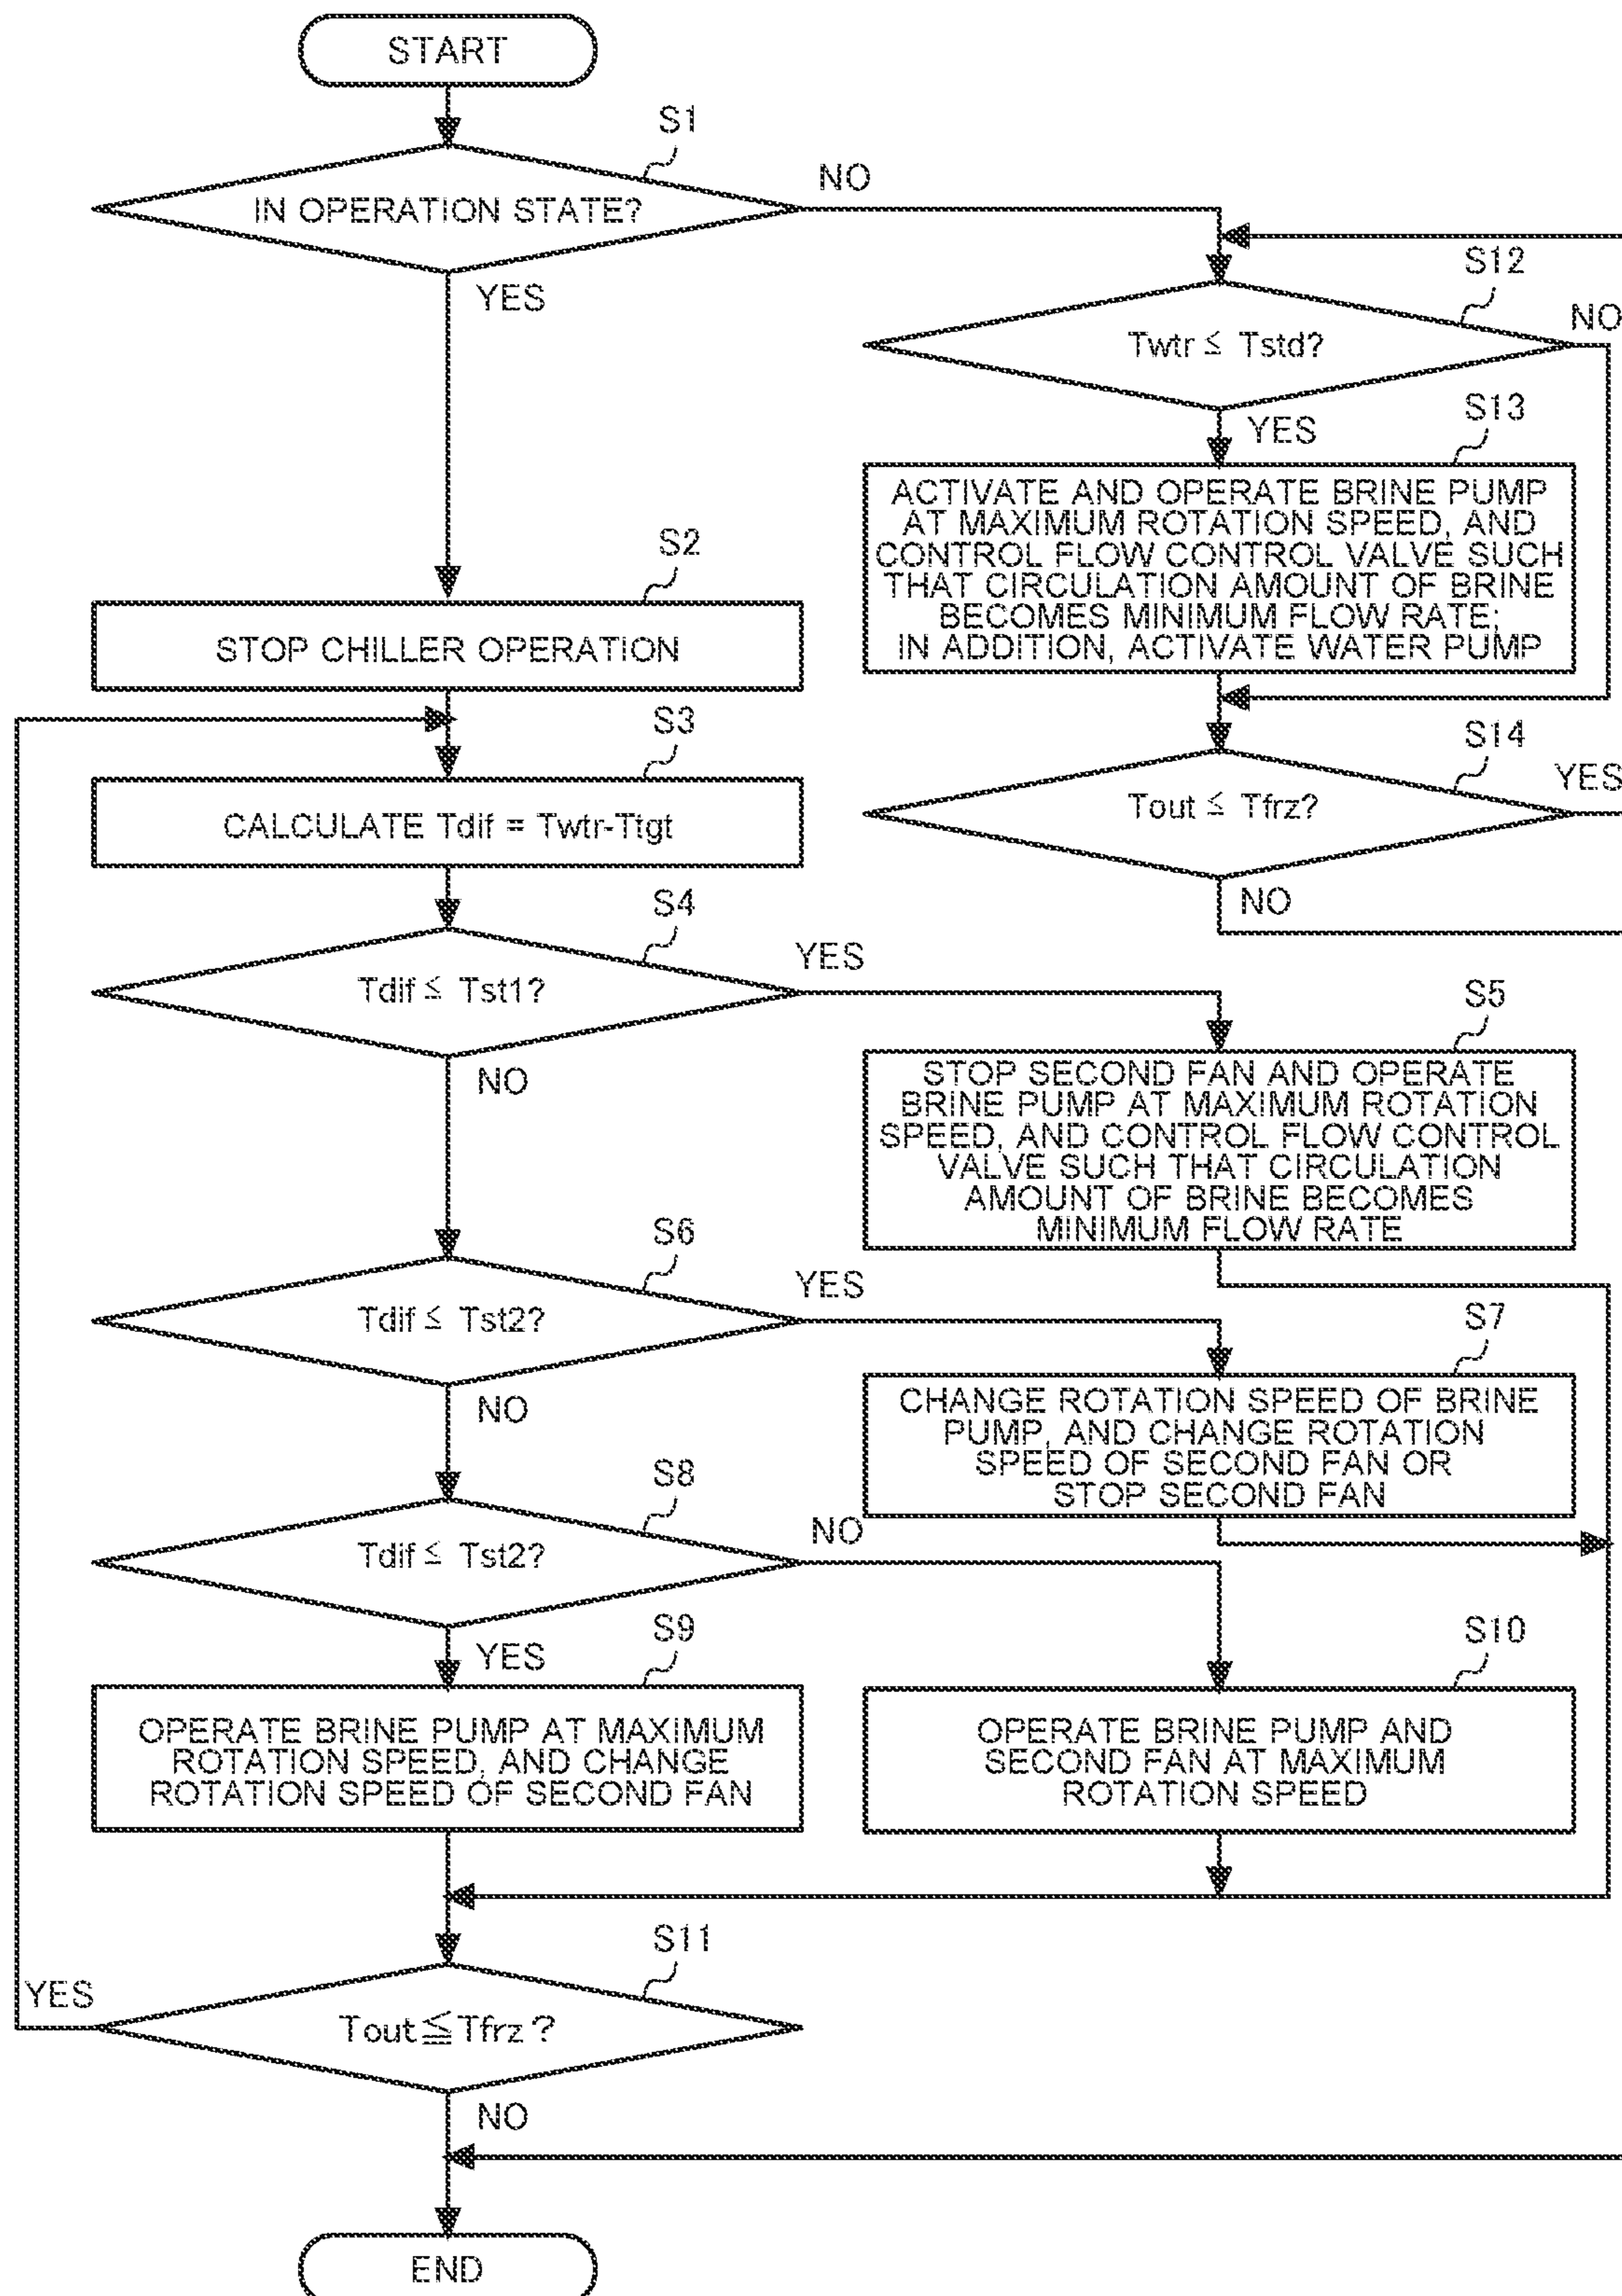 START
S1
IN OPERATION STATE?
NO
YES
S12
Twtr ≦ Tstd?
NO
YES
S13
ACTIVATE AND OPERATE BRINE PUMP
AT MAXIMUM ROTATION SPEED, AND
CONTROL FLOW CONTROL VALVE SUCH
THAT CIRCULATION AMOUNT OF BRINE
BECOMES MINIMUM FLOW RATE;
IN ADDITION, ACTIVATE WATER PUMP
S2
STOP CHILLER OPERATION
S3
CALCULATE Tdif = Twtr-Ttgt
S14
Tout ≦ Tfrz?
YES
NO
S4
Tdif ≦ Tst1?
YES
NO
S5
STOP SECOND FAN AND OPERATE
BRINE PUMP AT MAXIMUM ROTATION
SPEED, AND CONTROL FLOW CONTROL
VALVE SUCH THAT CIRCULATION
AMOUNT OF BRINE BECOMES
MINIMUM FLOW RATE
S6
Tdif ≦ Tst2?
YES
NO
S7
CHANGE ROTATION SPEED OF BRINE
PUMP, AND CHANGE ROTATION
SPEED OF SECOND FAN OR
STOP SECOND FAN
S8
Tdif ≦ Tst2?
NO
YES
S9
OPERATE BRINE PUMP AT MAXIMUM
ROTATION SPEED, AND CHANGE
ROTATION SPEED OF SECOND FAN
S10
OPERATE BRINE PUMP AND
SECOND FAN AT MAXIMUM
ROTATION SPEED
S11
Tout≦Tfrz ?
YES
NO
END